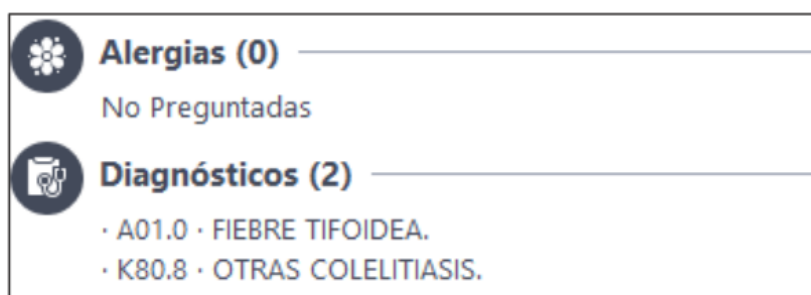 Alergias (0)
No Preguntadas
Diagnósticos (2)
· A01.0 · FIEBRE TIFOIDEA.
· K80.8 · OTRAS COLELITIASIS.